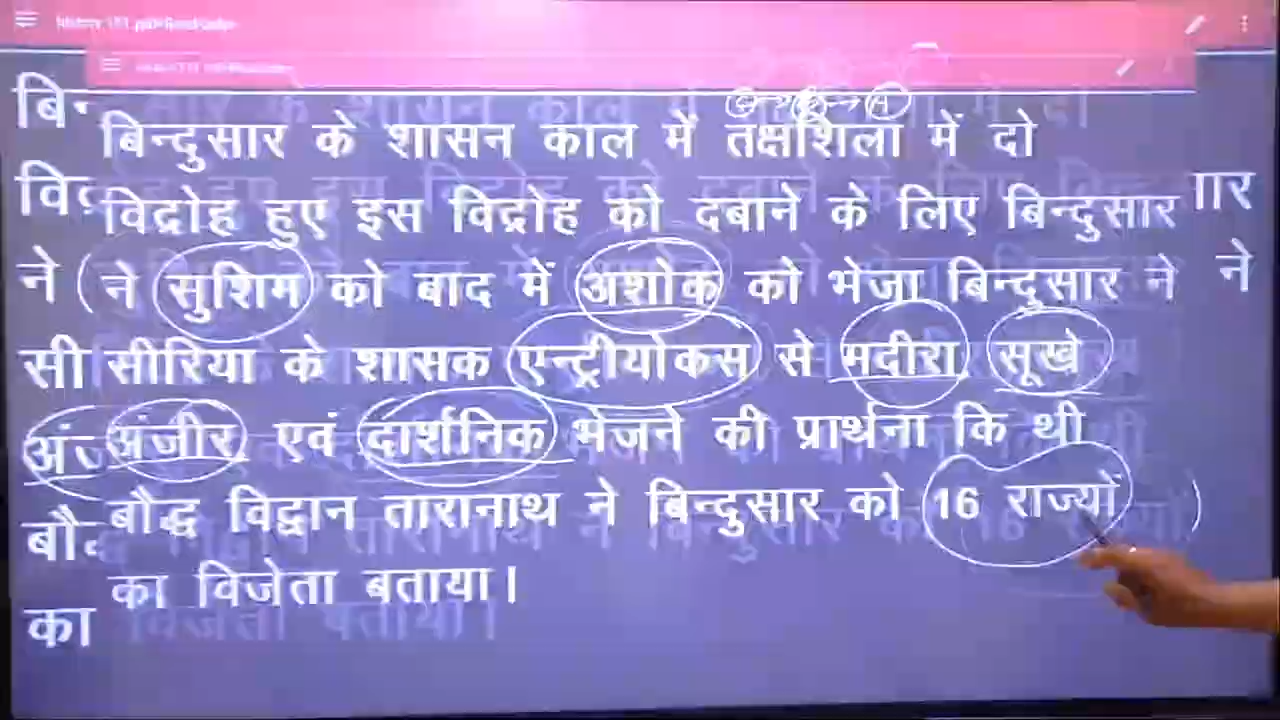 बिन्दुसार के शासन काल में तक्षशिला में दो
विद्रोह हुए इस विद्रोह को दबाने के लिए बिन्दुसार
ने सुशिम को बाद में अशोक को भेजा बिन्दुसार ने
सीरिया के शासक एन्ट्रीयोकस से मदीरा सूखे
अंजीर एवं दार्शनिक भेजने की प्रार्थना कि थी
बौद्ध विद्वान तारानाथ ने बिन्दुसार को 16 राज्यों
का विजेता बताया।